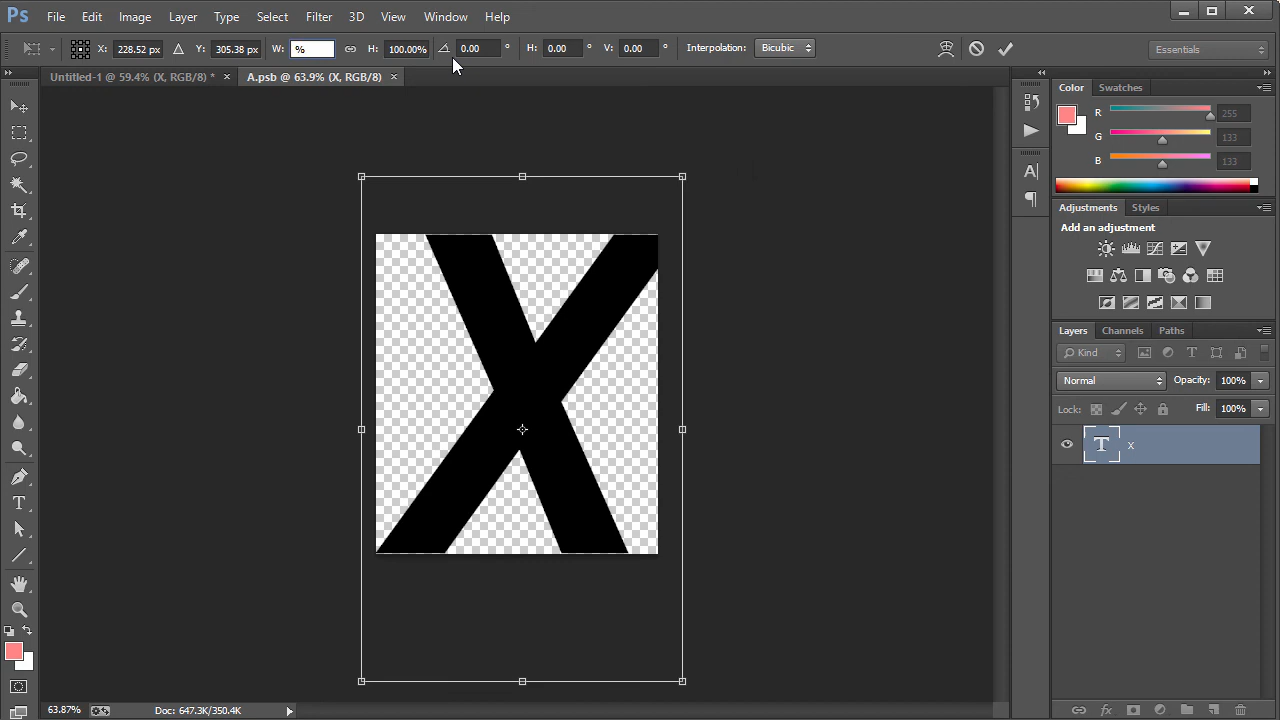 Ps File Edit Image Layer Type Select Filter 3D View Window Help
X: 228.52 px Y: 305.38 px W: % H: 100.00% 0.00 ° H: 0.00 ° V: 0.00 ° Interpolation: Bicubic Essentials
Untitled-1 @ 59.4% (X, RGB/8) * × A.psb @ 63.9% (X, RGB/8) ×
Color Swatches
R 255
G 133
B 133
Adjustments Styles
Add an adjustment
Layers Channels Paths
Kind
Normal Opacity: 100%
Lock: Fill: 100%
T X
X
63.87% Doc: 647.3K/350.4K